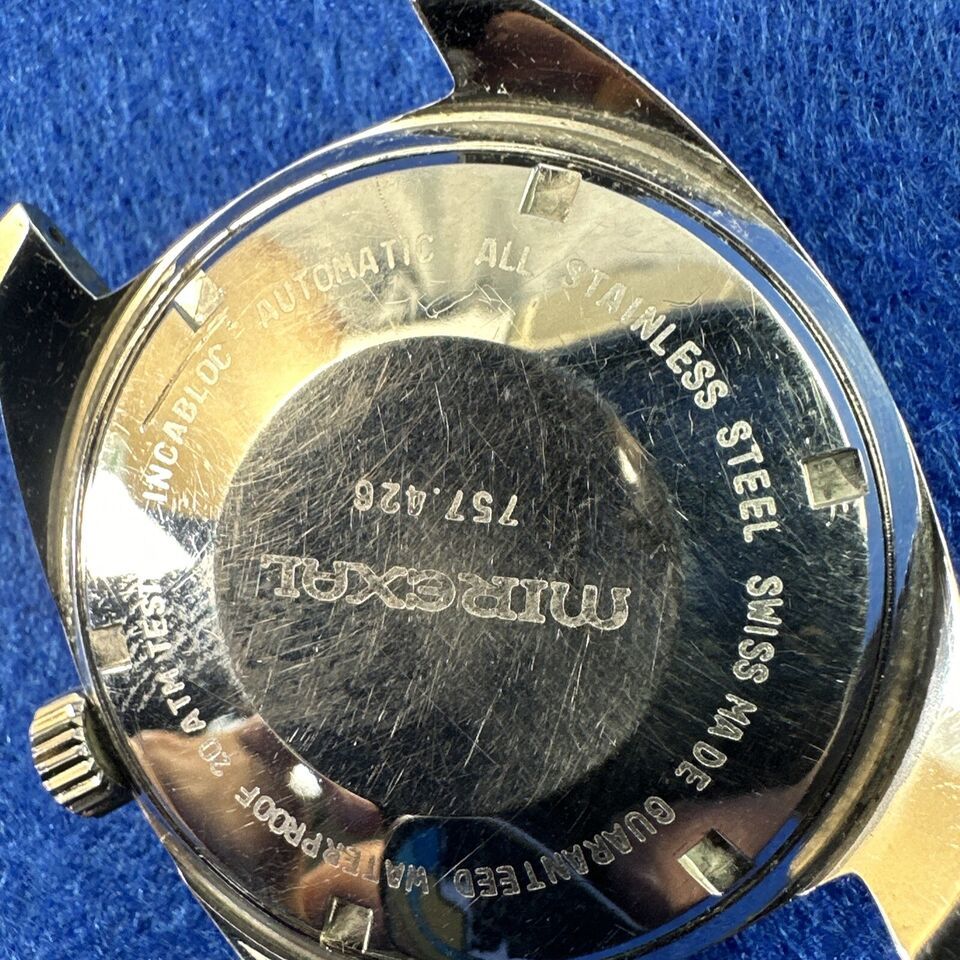 AUTOMATIC ALL STAINLESS STEEL SWISS MADE GUARANTEED WATERPROOF 20 ATM TEST INCABLOC
MIREXAL
757.426